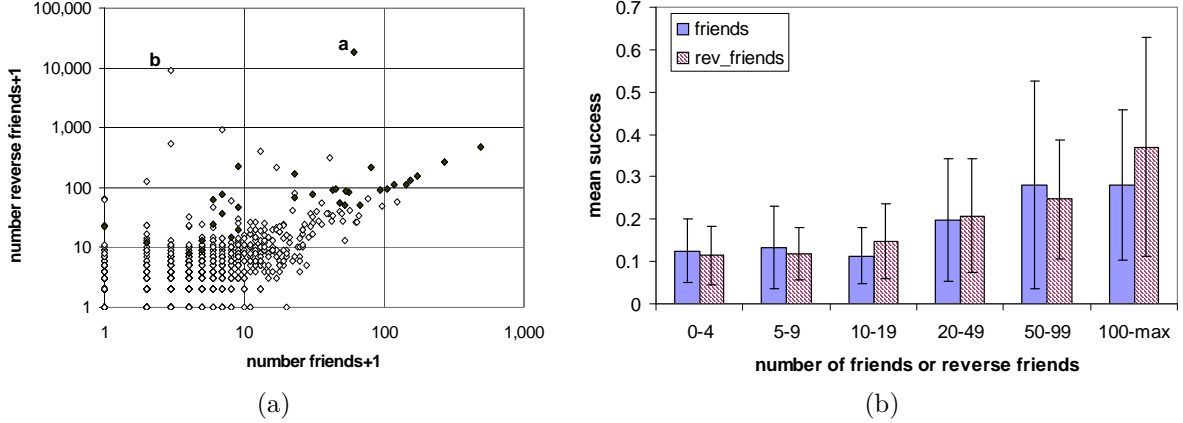 100,000
10,000
1,000
100
10
1
number reverse friends+1
a
b
1 10 100 1,000
number friends+1
(a)
0.7
0.6
0.5
0.4
0.3
0.2
0.1
0
mean success
friends
rev_friends
0-4 5-9 10-19 20-49 50-99 100-max
number of friends or reverse friends
(b)